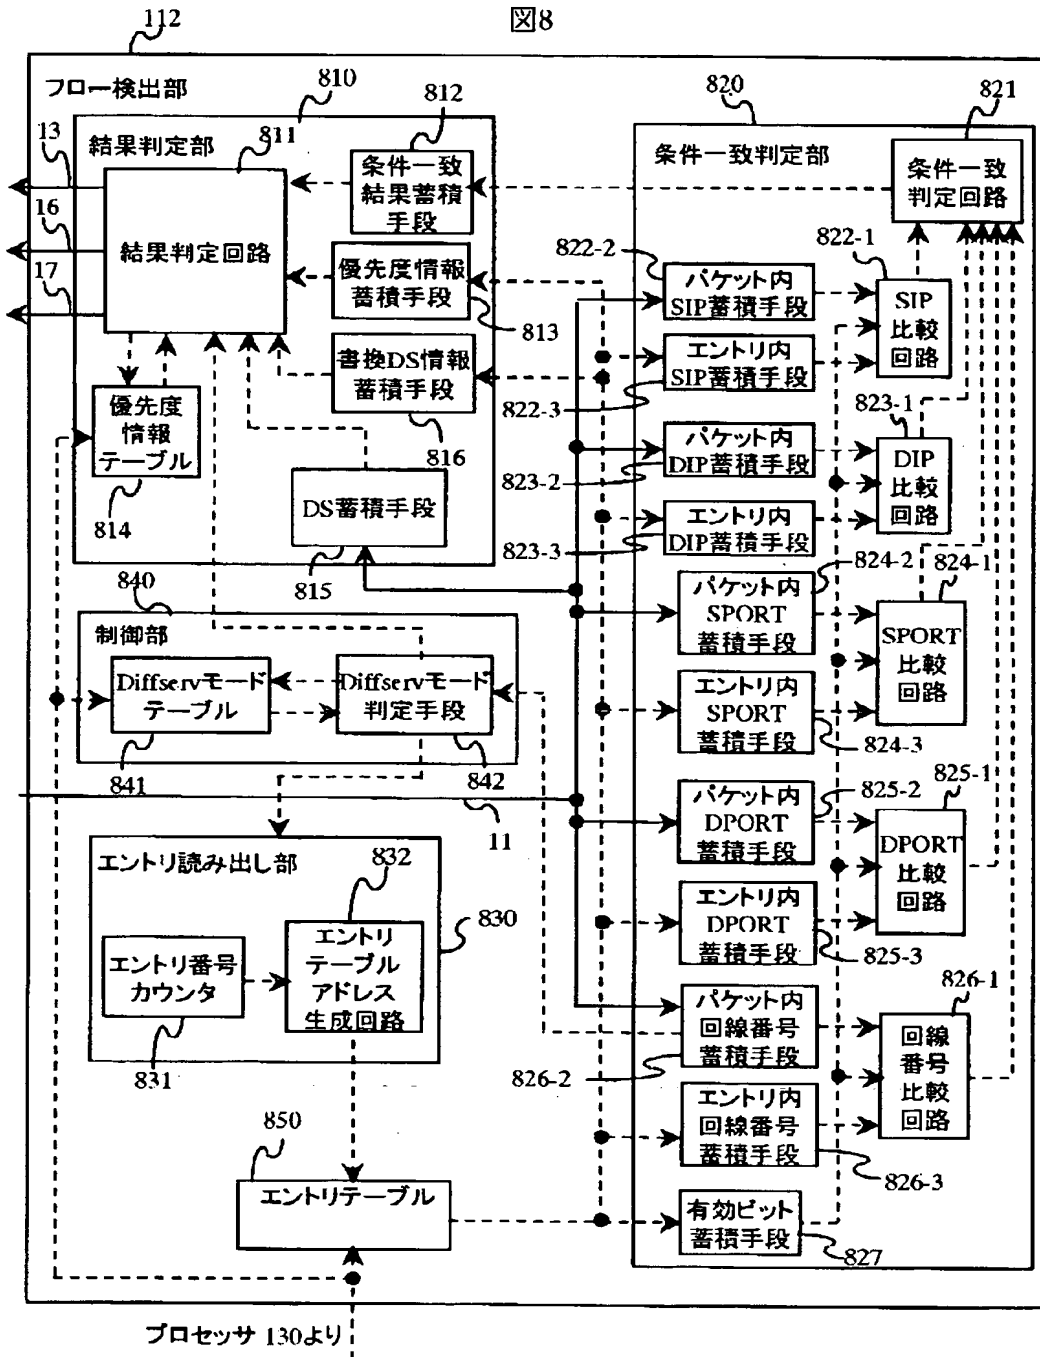 図8
112
フロー検出部
810
812
820
821
結果判定部
811
条件一致
結果蓄積
手段
条件一致判定部
条件一致
判定回路
13
16
17
結果判定回路
優先度情報
蓄積手段
813
書換DS情報
蓄積手段
816
優先度
情報
テーブル
814
DS蓄積手段
815
822-2
パケット内
SIP蓄積手段
822-1
SIP
比較
回路
エントリ内
SIP蓄積手段
822-3
823-1
パケット内
DIP蓄積手段
823-2
DIP
比較
回路
エントリ内
DIP蓄積手段
823-3
824-2
824-1
パケット内
SPORT
蓄積手段
SPORT
比較
回路
エントリ内
SPORT
蓄積手段
824-3
840
制御部
Diffservモード
テーブル
841
Diffservモード
判定手段
842
11
825-2
825-1
パケット内
DPORT
蓄積手段
DPORT
比較
回路
エントリ内
DPORT
蓄積手段
825-3
エントリ読み出し部
832
830
エントリ番号
カウンタ
831
エントリ
テーブル
アドレス
生成回路
826-1
パケット内
回線番号
蓄積手段
826-2
回線
番号
比較
回路
エントリ内
回線番号
蓄積手段
826-3
850
エントリテーブル
有効ビット
蓄積手段
827
プロセッサ 130より